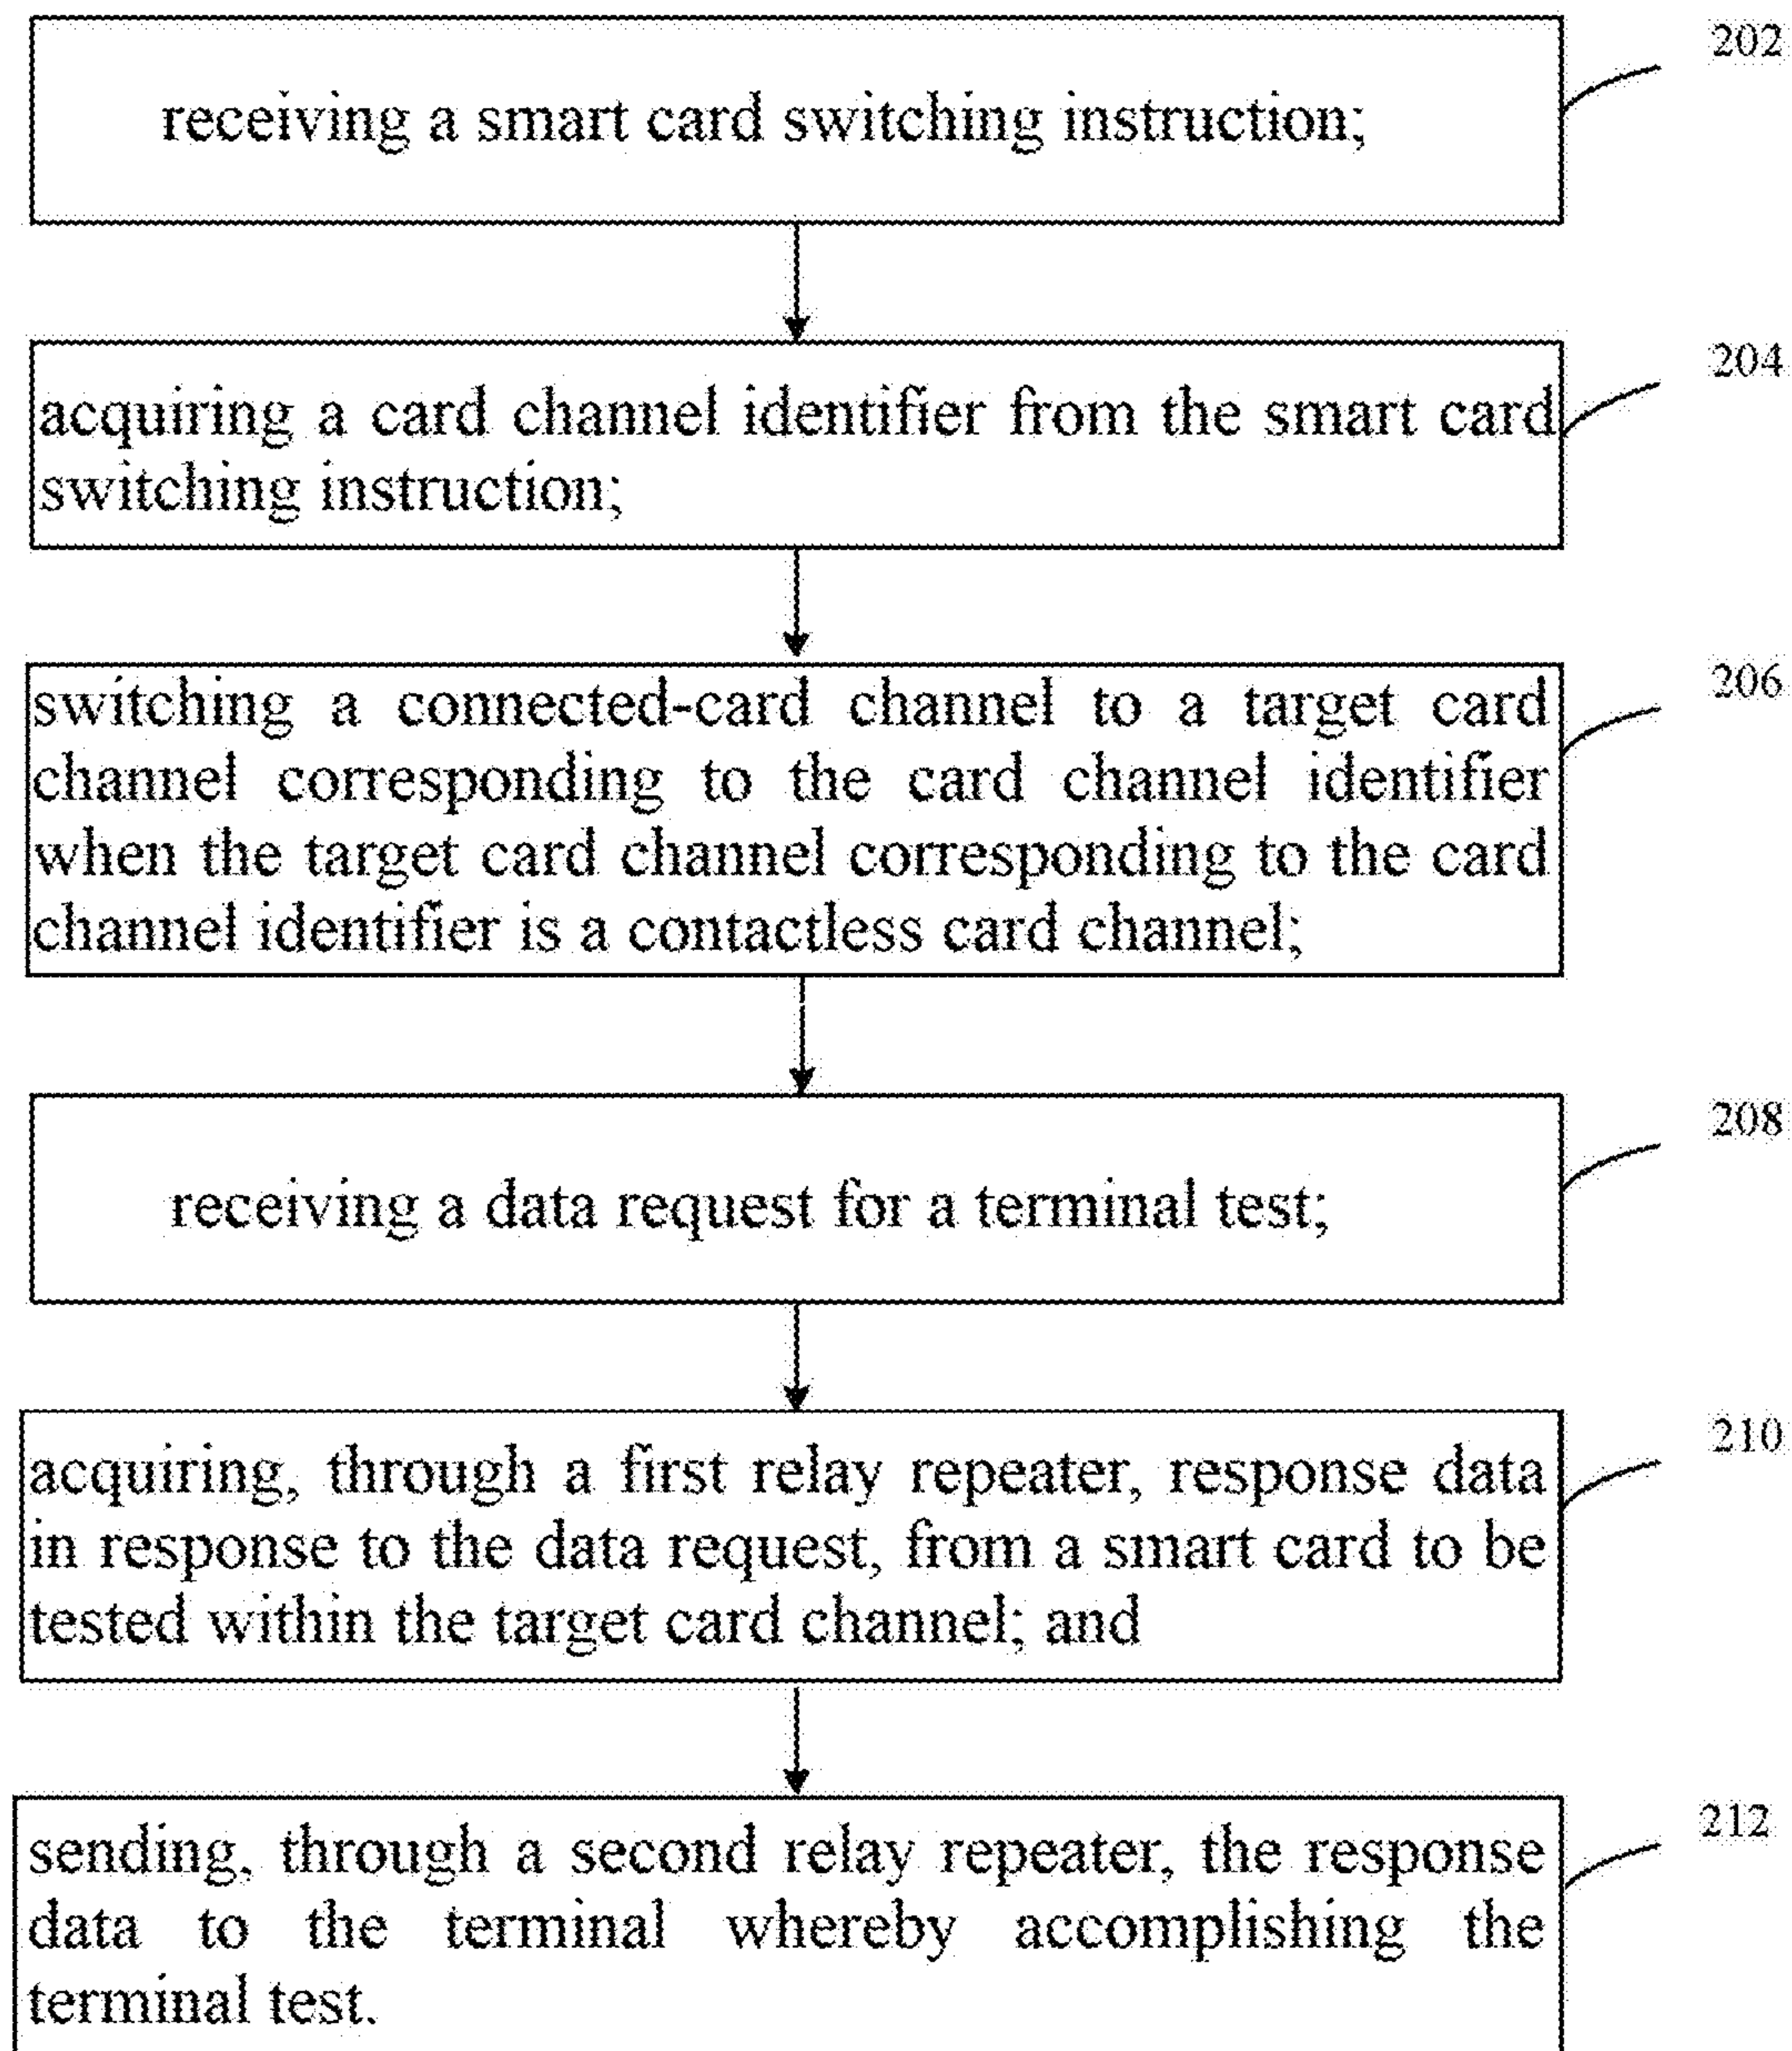 202
receiving a smart card switching instruction;
204
acquiring a card channel identifier from the smart card
switching instruction;
206
switching a connected-card channel to a target card
channel corresponding to the card channel identifier
when the target card channel corresponding to the card
channel identifier is a contactless card channel;
208
receiving a data request for a terminal test;
210
acquiring, through a first relay repeater, response data
in response to the data request, from a smart card to be
tested within the target card channel; and
212
sending, through a second relay repeater, the response
data to the terminal whereby accomplishing the
terminal test.